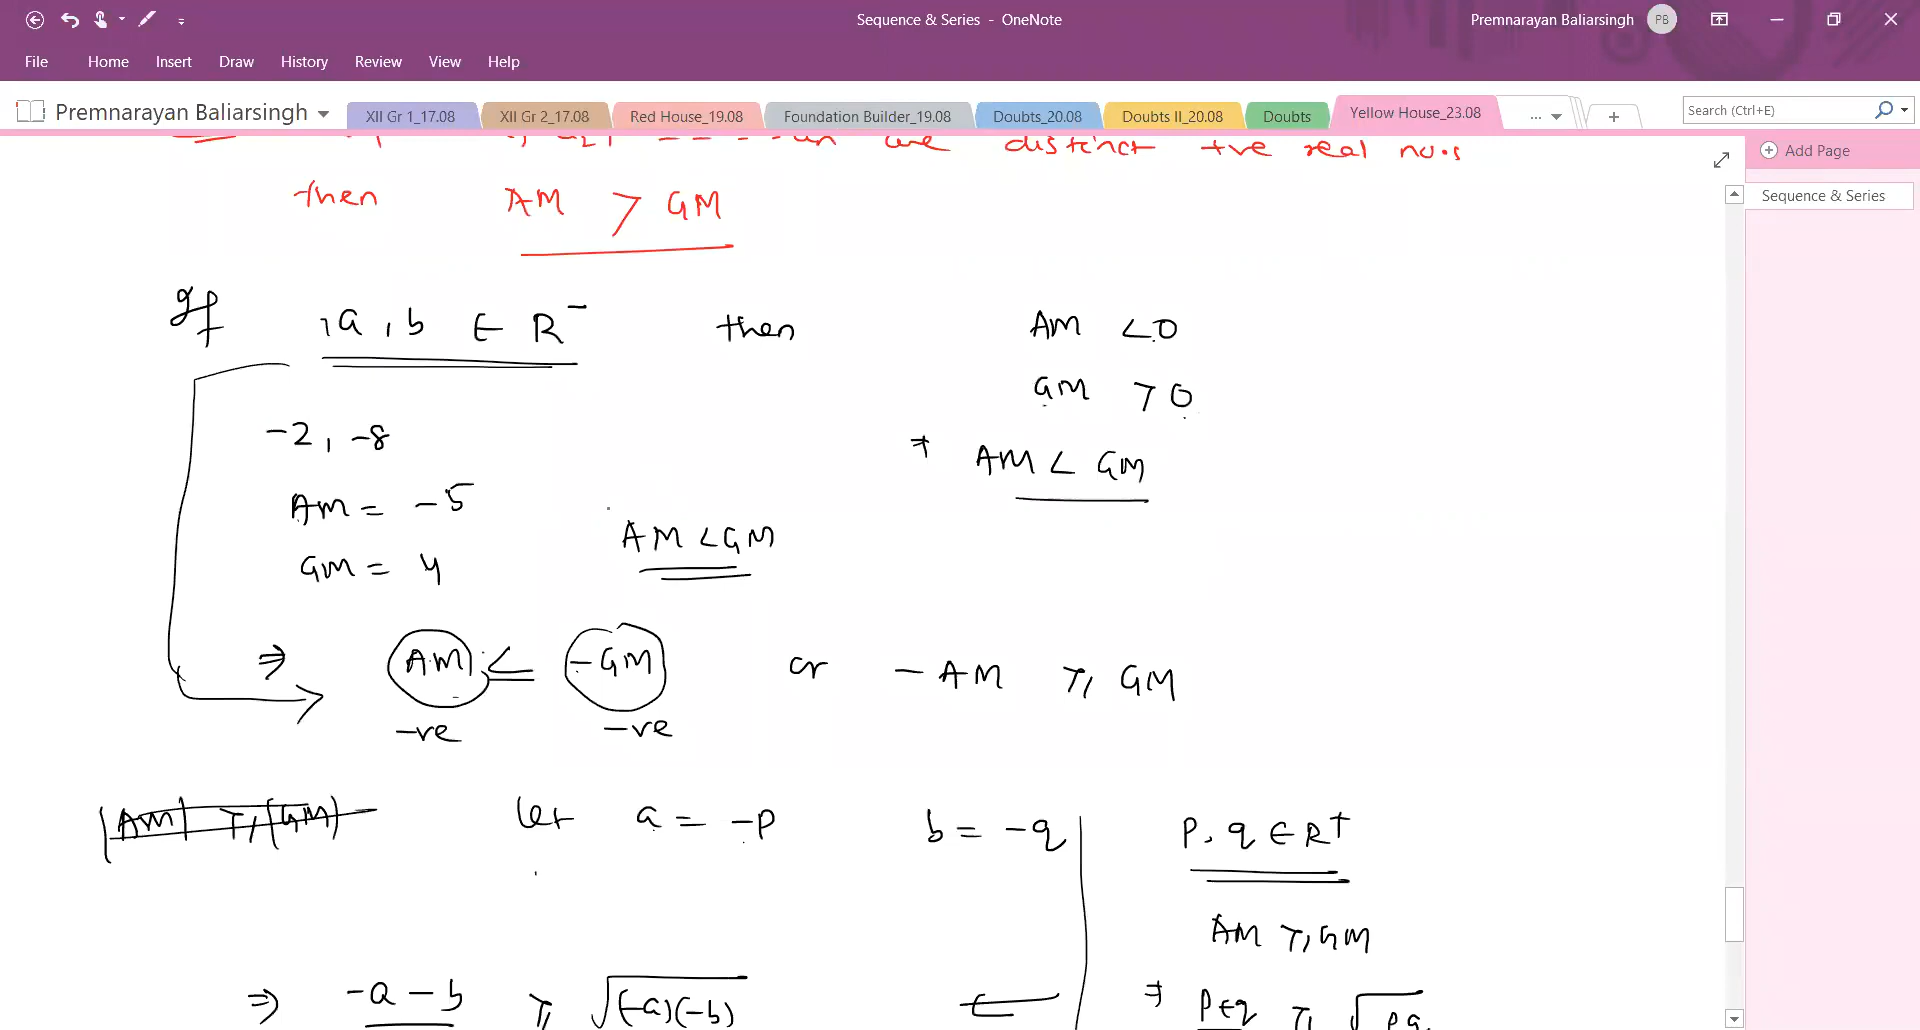 Sequence & Series - OneNote
Premnarayan Baliarsingh PB
File Home Insert Draw History Review View Help
Premnarayan Baliarsingh
XII Gr 1_17.08 XII Gr 2_17.08 Red House_19.08 Foundation Builder_19.08 Doubts_20.08 Doubts II_20.08 Doubts Yellow House_23.08 ... +
Search (Ctrl+E)
Add Page
Sequence & Series
are distinct +ve real no.s
then AM > GM
If a, b ∈ R⁻ then AM < 0
GM > 0
⇒ AM < GM
-2, -8
AM = -5
GM = 4
AM < GM
⇒ AM ≤ -GM or -AM ≥ GM
-ve -ve
|AM| ≥ |GM| let a = -p b = -q p, q ∈ R⁺
AM ≥ GM
⇒ -a-b ≥ √(-a)(-b) ⇐ ⇒ p+q ≥ √pq